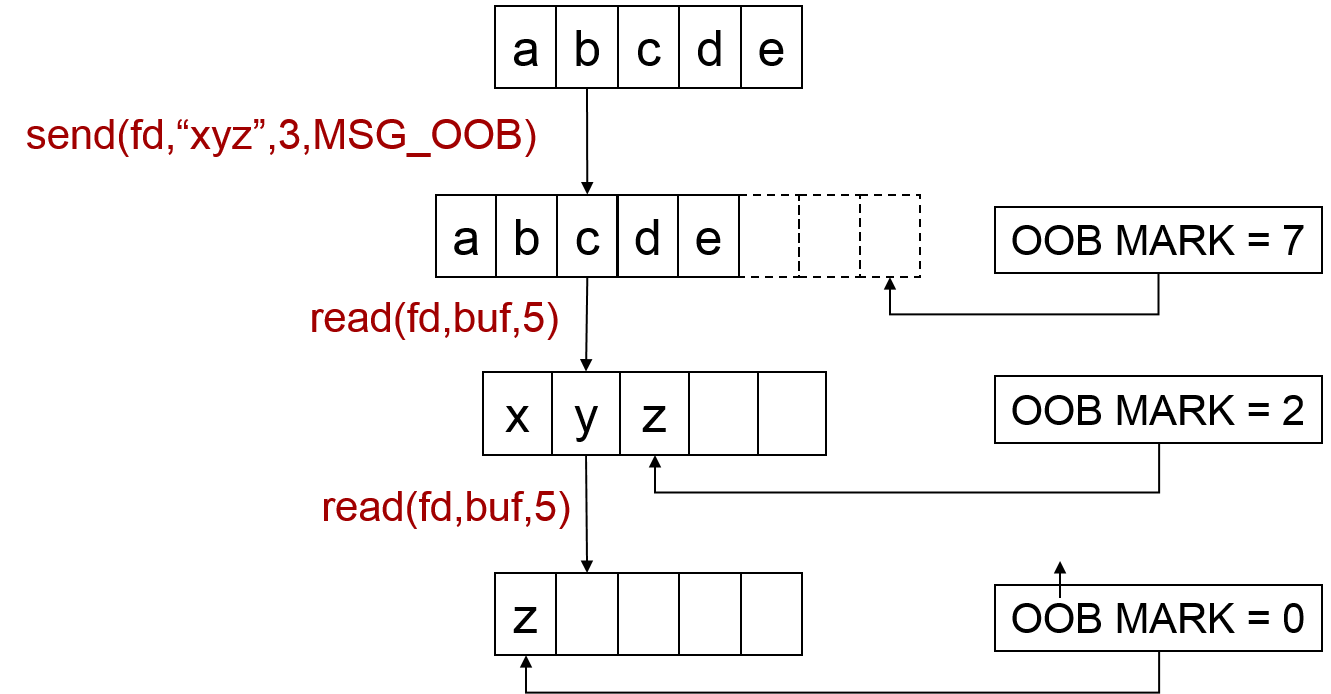 a b c d e
send(fd,“xyz”,3,MSG_OOB)
a b c d e
OOB MARK = 7
read(fd,buf,5)
x y z
OOB MARK = 2
read(fd,buf,5)
z
OOB MARK = 0